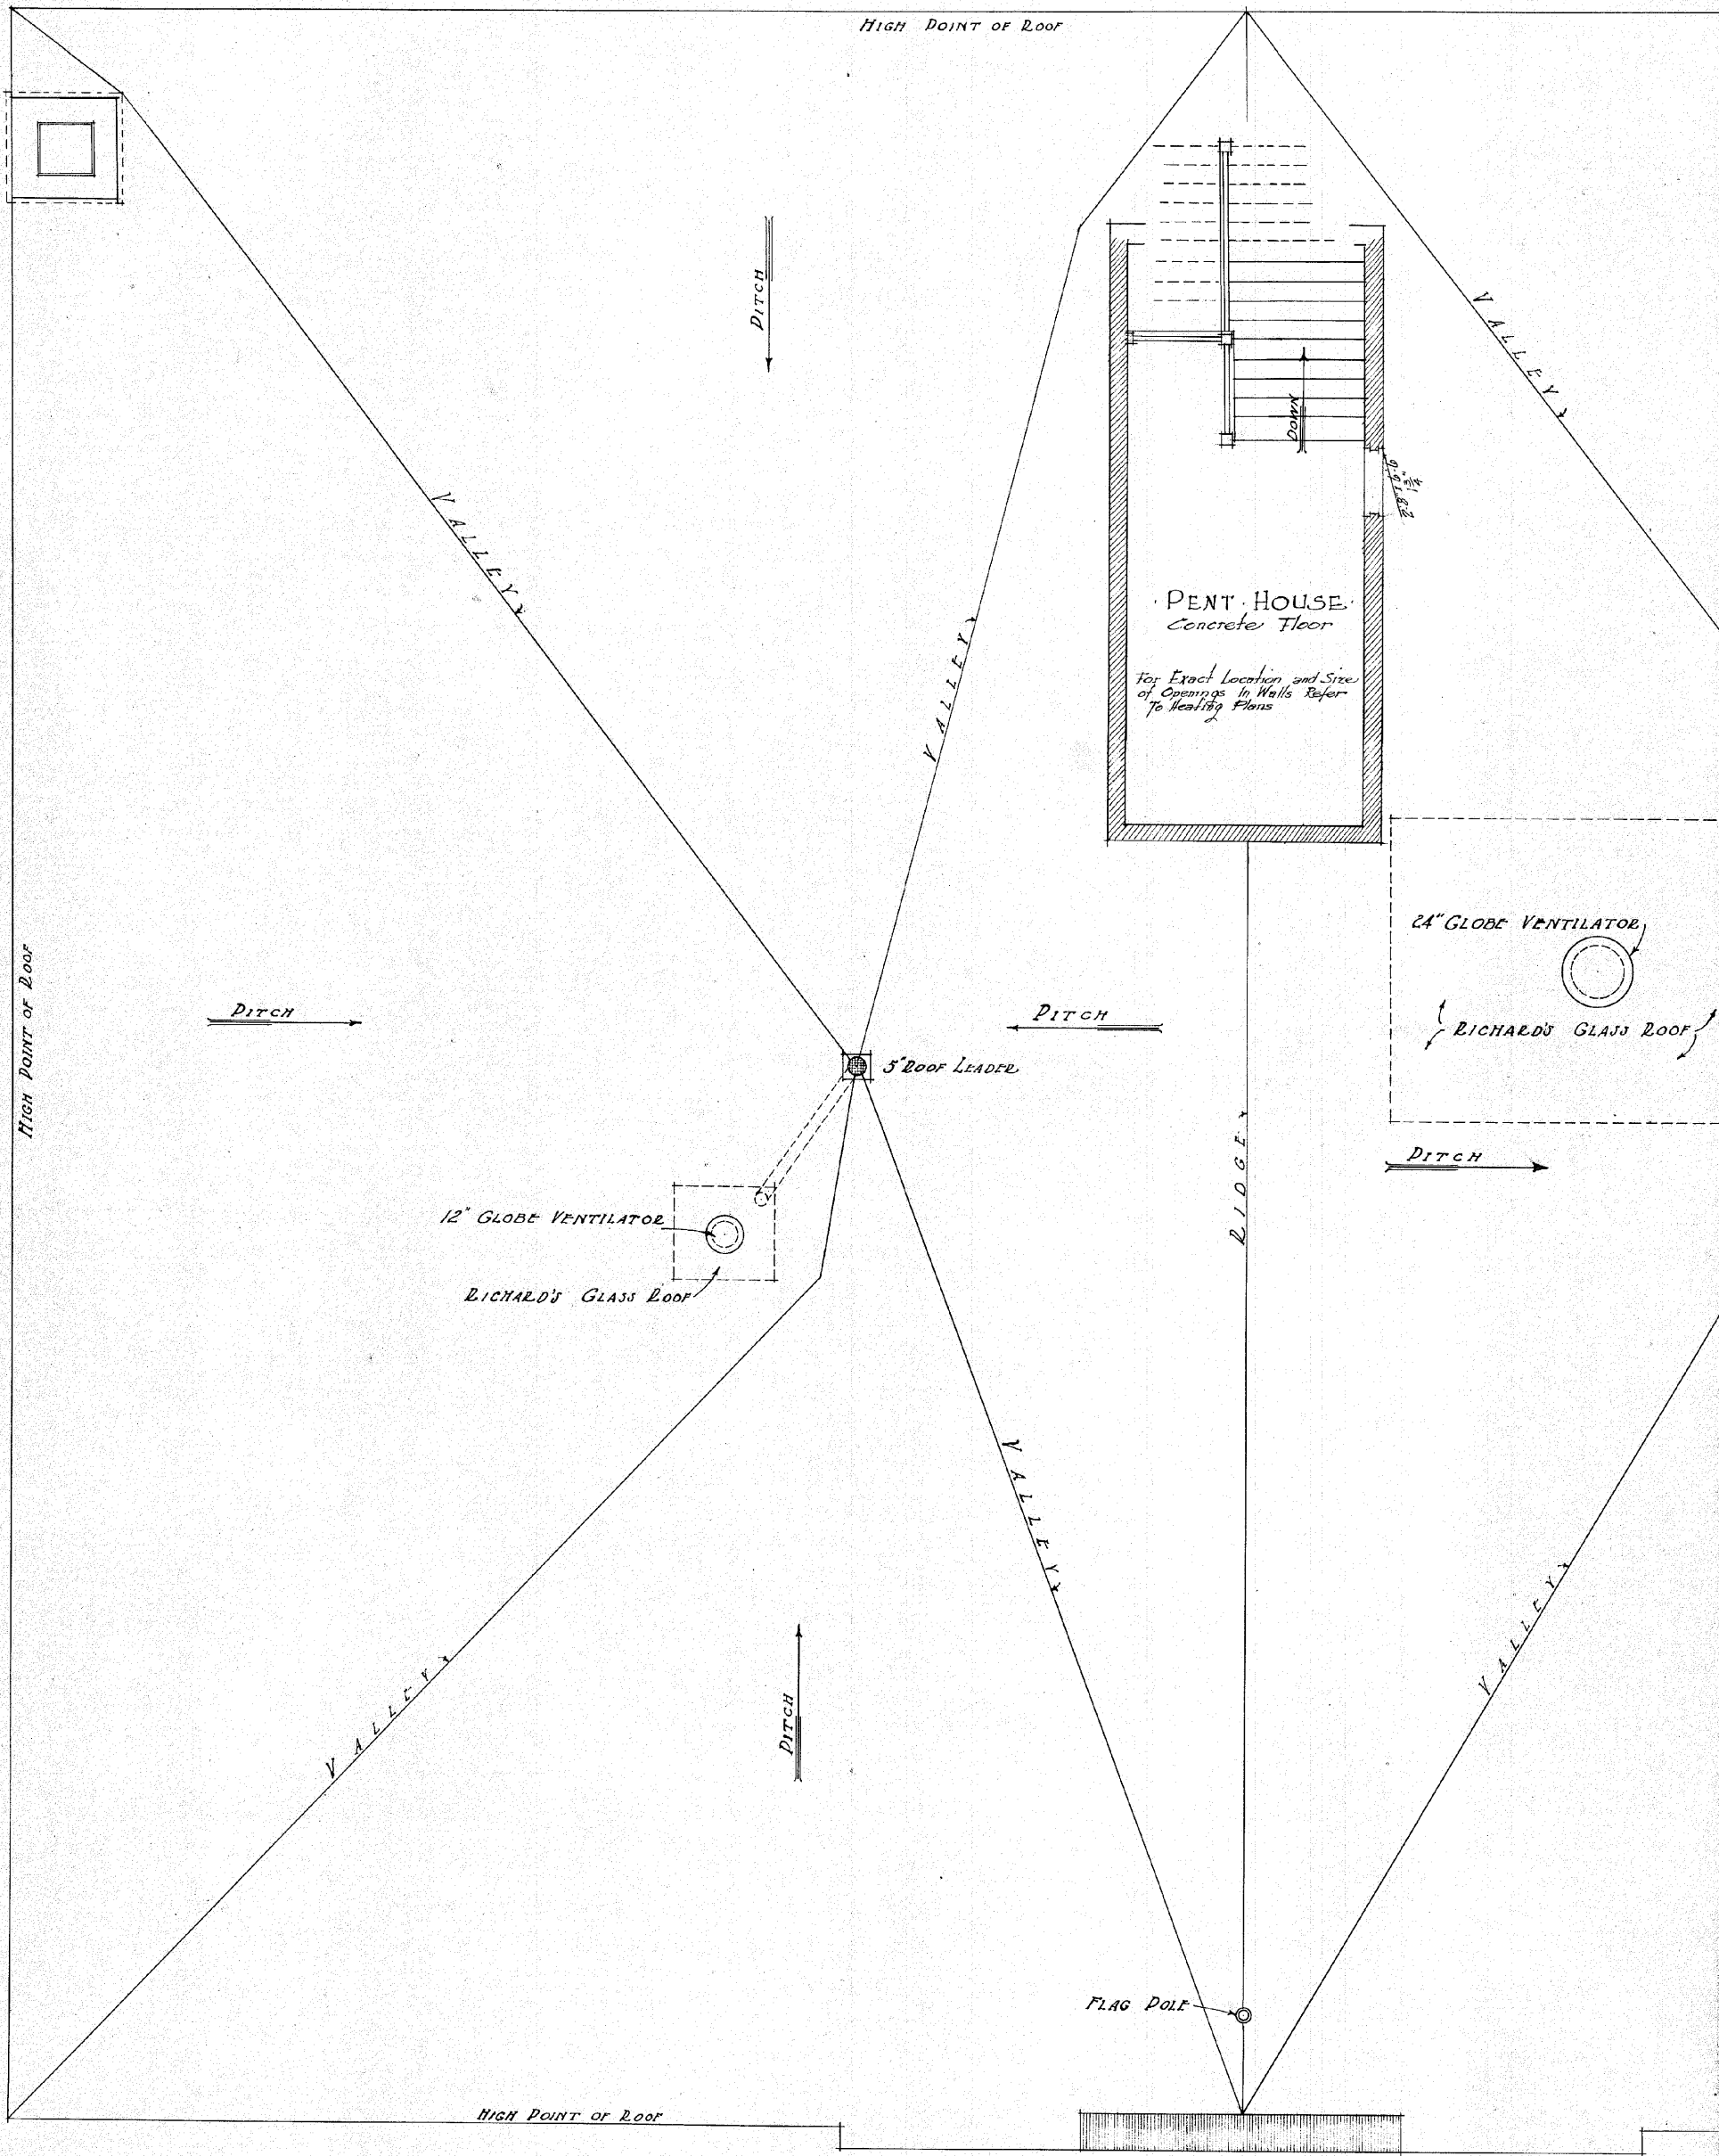 HIGH POINT OF ROOF
PITCH
VALLEY
DOWN
VALLEY
VALLEY
· PENT · HOUSE ·
Concrete Floor
For Exact Location and Size
of Openings In Walls Refer
To Heating Plans
24" GLOBE VENTILATOR
RICHARD'S GLASS ROOF
HIGH POINT OF ROOF
PITCH
PITCH
5" ROOF LEADER
RIDGE
PITCH
12" GLOBE VENTILATOR
RICHARD'S GLASS ROOF
VALLEY
VALLEY
VALLEY
PITCH
FLAG POLE
HIGH POINT OF ROOF